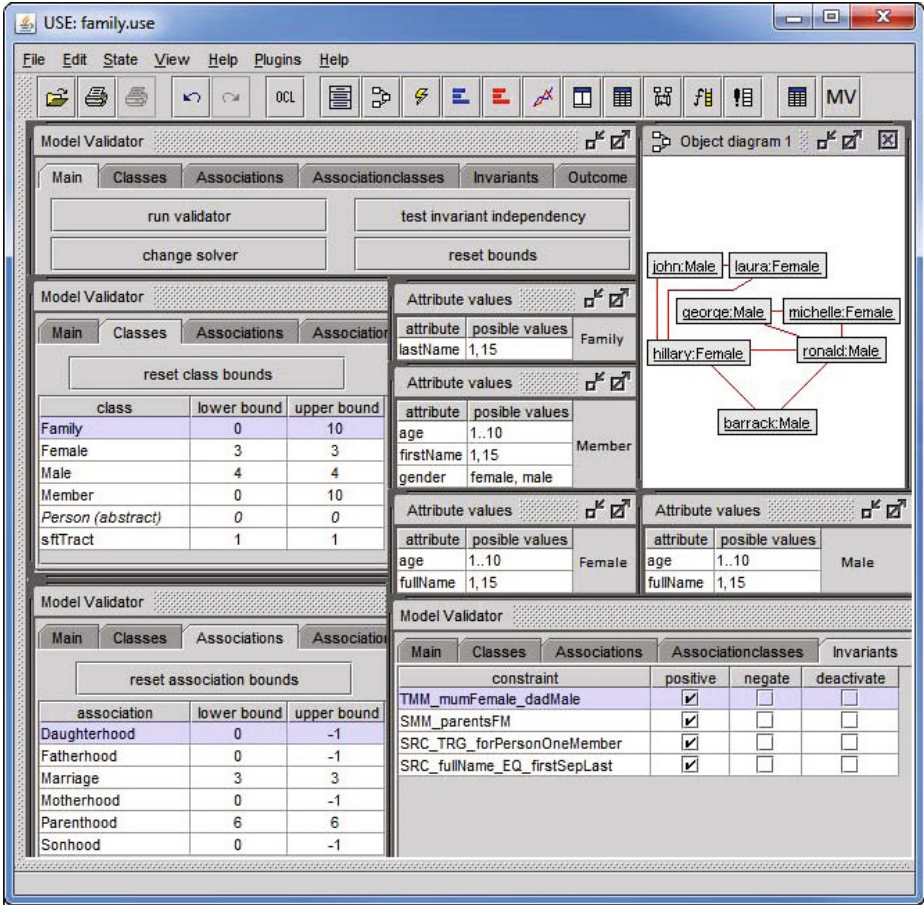 USE: family.use
File Edit State View Help Plugins Help
OCL MV
Model Validator
Main Classes Associations Associationclasses Invariants Outcome
run validator test invariant independency
change solver reset bounds
Object diagram 1
john:Male laura:Female
george:Male michelle:Female
hillary:Female ronald:Male
barrack:Male
Model Validator
Main Classes Associations Association
reset class bounds
class lower bound upper bound
Family 0 10
Female 3 3
Male 4 4
Member 0 10
Person (abstract) 0 0
sftTract 1 1
Attribute values
attribute posible values
lastName 1,15
Family
Attribute values
attribute posible values
age 1..10
firstName 1,15
gender female, male
Member
Attribute values
attribute posible values
age 1..10
fullName 1,15
Female
Attribute values
attribute posible values
age 1..10
fullName 1,15
Male
Model Validator
Main Classes Associations Association
reset association bounds
association lower bound upper bound
Daughterhood 0 -1
Fatherhood 0 -1
Marriage 3 3
Motherhood 0 -1
Parenthood 6 6
Sonhood 0 -1
Model Validator
Main Classes Associations Associationclasses Invariants
constraint positive negate deactivate
TMM_mumFemale_dadMale
SMM_parentsFM
SRC_TRG_forPersonOneMember
SRC_fullName_EQ_firstSepLast